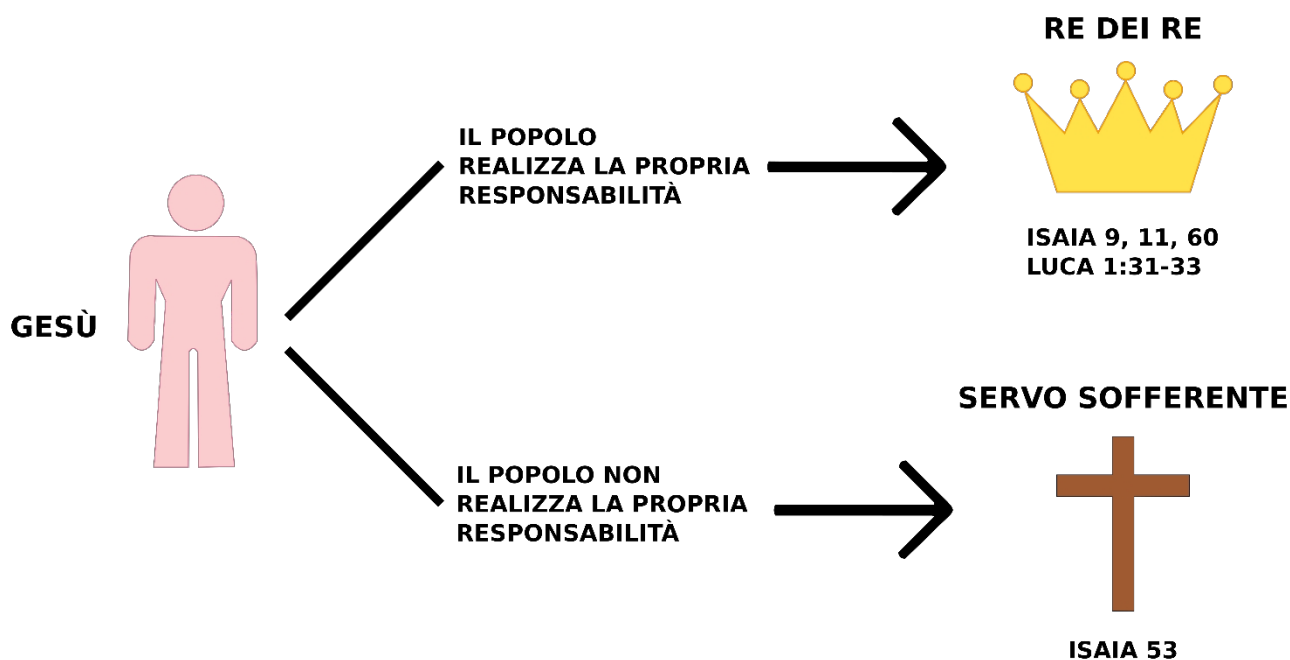 GESÙ
IL POPOLO
REALIZZA LA PROPRIA
RESPONSABILITÀ
RE DEI RE
ISAIA 9, 11, 60
LUCA 1:31-33
IL POPOLO NON
REALIZZA LA PROPRIA
RESPONSABILITÀ
SERVO SOFFERENTE
ISAIA 53